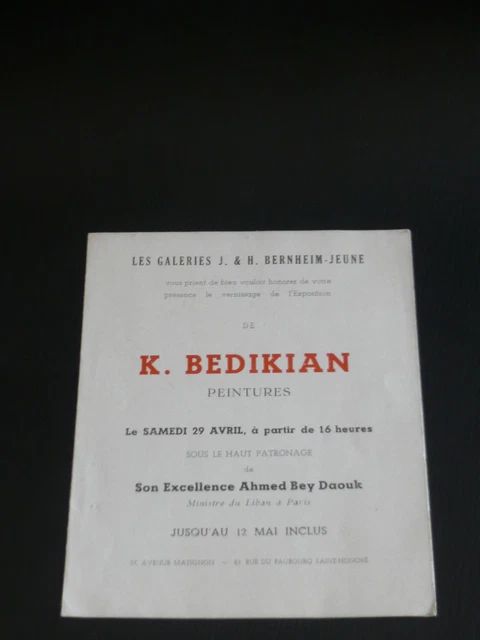 LES GALERIES J. & H. BERNHEIM-JEUNE
vous prient de bien vouloir honorer de votre
présence le vernissage de l'Exposition
DE
K. BEDIKIAN
PEINTURES
Le SAMEDI 29 AVRIL, à partir de 16 heures
SOUS LE HAUT PATRONAGE
de
Son Excellence Ahmed Bey Daouk
Ministre du Liban à Paris
JUSQU'AU 12 MAI INCLUS
AVENUE MATIGNON — 83 RUE DU FAUBOURG SAINT-HONORÉ